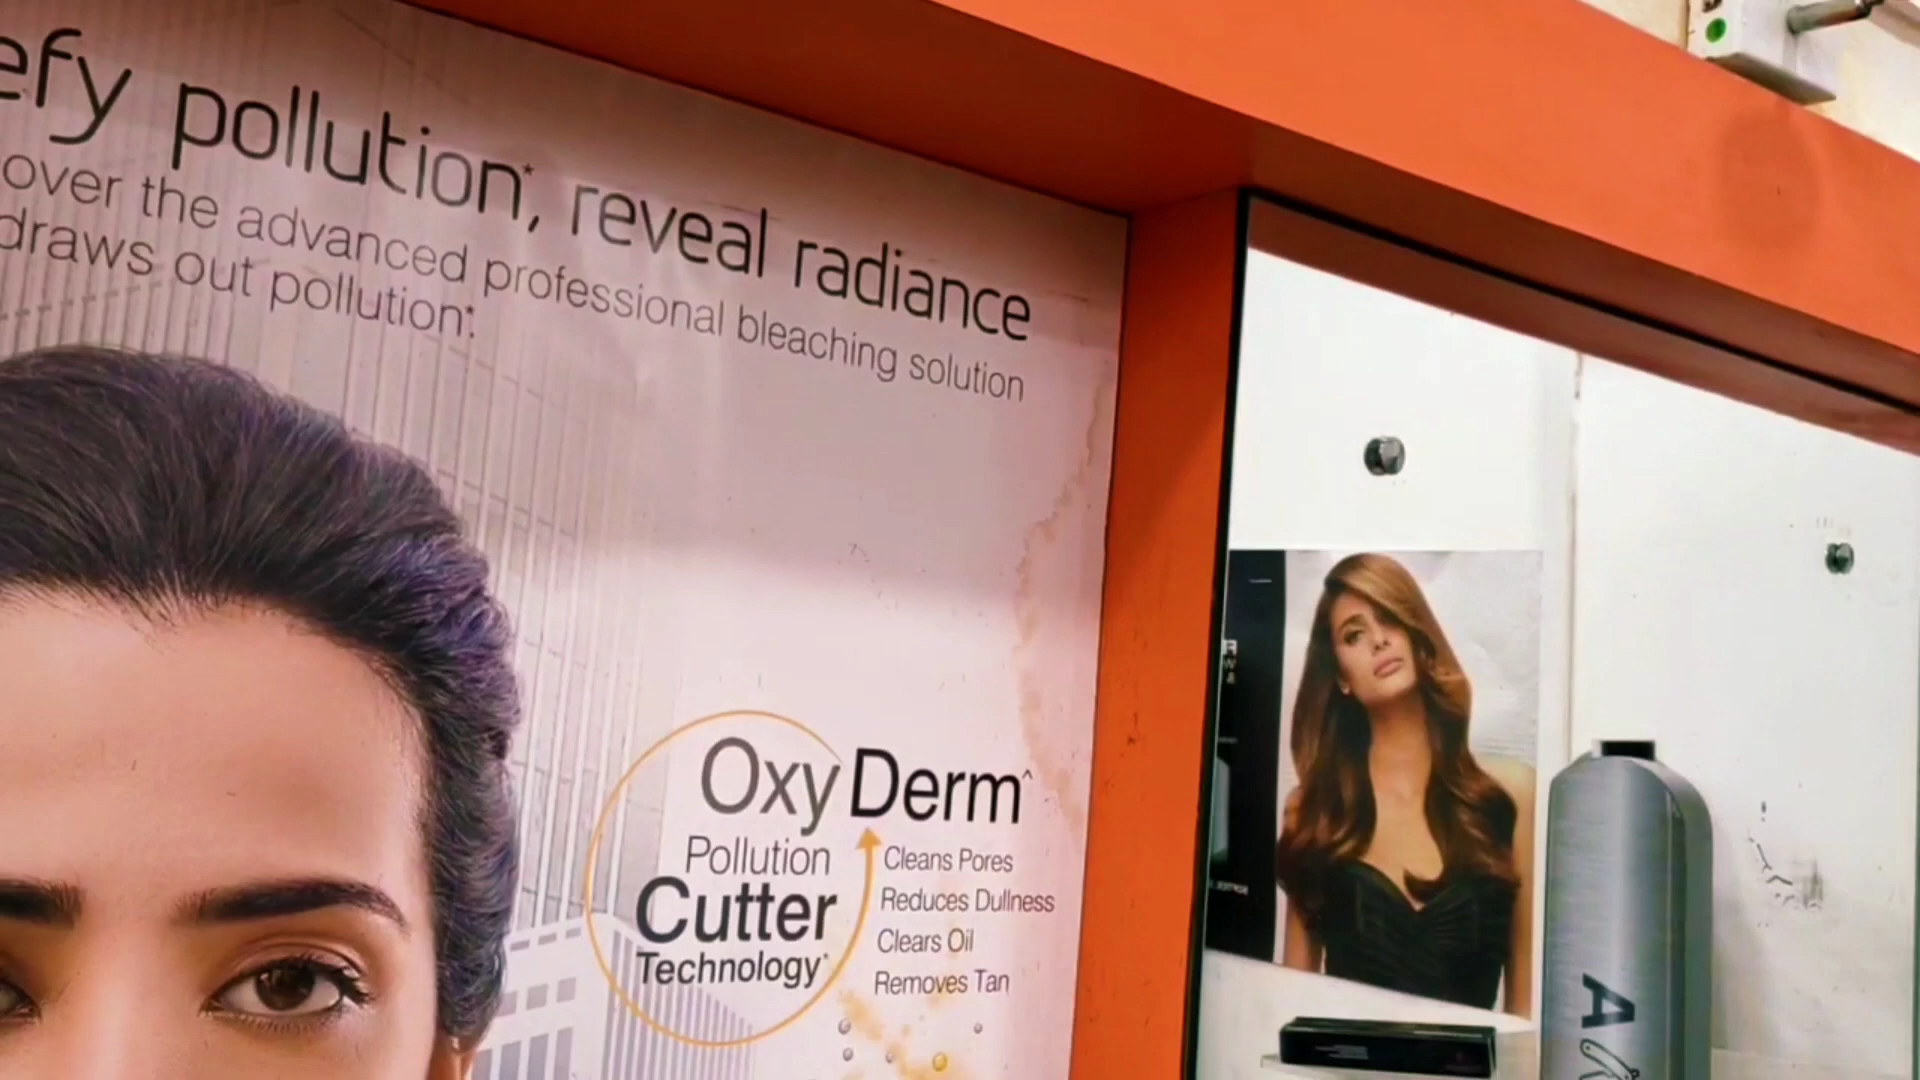 efy pollution*, reveal radiance
over the advanced professional bleaching solution
draws out pollution*.
OxyDerm^
Pollution
Cutter
Technology*
Cleans Pores
Reduces Dullness
Clears Oil
Removes Tan
A